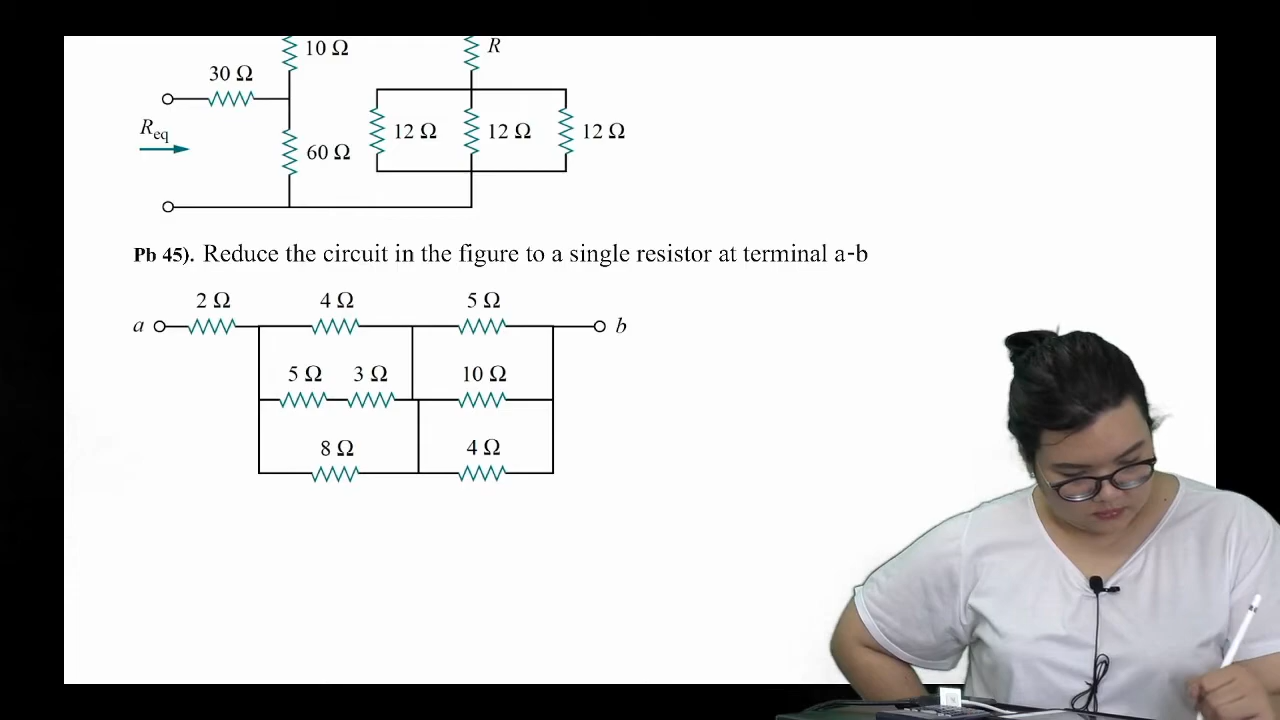 10 Ω R
30 Ω
R_eq 12 Ω 12 Ω 12 Ω
60 Ω
Pb 45). Reduce the circuit in the figure to a single resistor at terminal a-b
2 Ω 4 Ω 5 Ω
a b
5 Ω 3 Ω 10 Ω
8 Ω 4 Ω